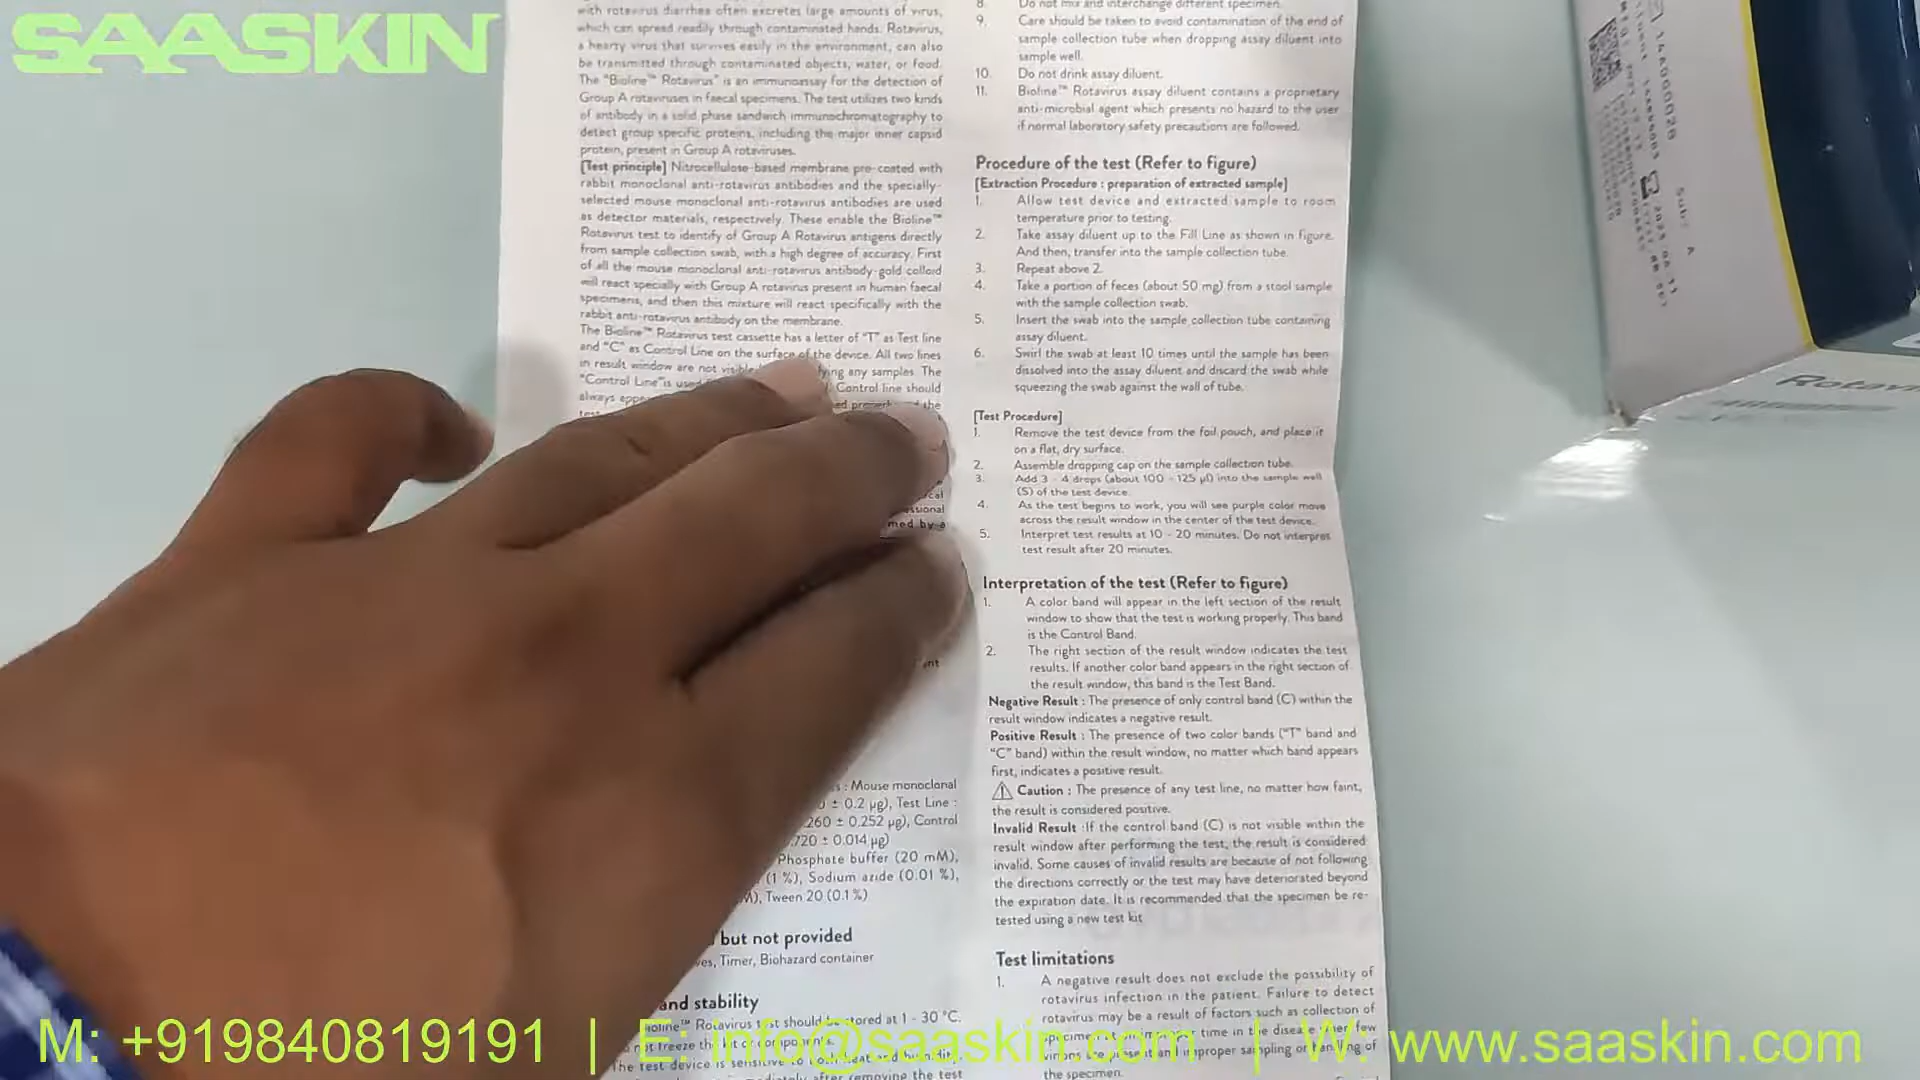 SAASKIN
with rotavirus diarrhea often excretes large amounts of virus,
which can spread readily through contaminated hands. Rotavirus,
a hearty virus that survives easily in the environment, can also
be transmitted through contaminated objects, water, or food.
The "Bioline™ Rotavirus" is an immunoassay for the detection of
Group A rotaviruses in faecal specimens. The test utilizes two kinds
of antibody in a solid phase sandwich immunochromatography to
detect group specific proteins, including the major inner capsid
protein, present in Group A rotaviruses.
[Test principle] Nitrocellulose-based membrane pre-coated with
rabbit monoclonal anti-rotavirus antibodies and the specially-
selected mouse monoclonal anti-rotavirus antibodies are used
as detector materials, respectively. These enable the Bioline™
Rotavirus test to identify of Group A Rotavirus antigens directly
from sample collection swab, with a high degree of accuracy. First
of all the mouse monoclonal anti-rotavirus antibody-gold colloid
will react specially with Group A rotavirus present in human faecal
specimens, and then this mixture will react specifically with the
rabbit anti-rotavirus antibody on the membrane.
The Bioline™ Rotavirus test cassette has a letter of "T" as Test line
and "C" as Control Line on the surface of the device. All two lines
in result window are not visible any samples. The
"Control Line" is used Control line should
always the
: Mouse monoclonal
± 0.2 µg), Test Line :
260 ± 0.252 µg), Control
720 ± 0.014 µg)
Phosphate buffer (20 mM),
(1 %), Sodium azide (0.01 %),
Tween 20 (0.1 %)
but not provided
Timer, Biohazard container
and stability
Bioline™ Rotavirus Test should be stored at 1 - 30 °C.
8. Do not mix and interchange different specimen.
9. Care should be taken to avoid contamination of the end of
sample collection tube when dropping assay diluent into
sample well.
10. Do not drink assay diluent.
11. Bioline™ Rotavirus assay diluent contains a proprietary
anti-microbial agent which presents no hazard to the user
if normal laboratory safety precautions are followed.
Procedure of the test (Refer to figure)
[Extraction Procedure : preparation of extracted sample]
1. Allow test device and extracted sample to room
temperature prior to testing.
2. Take assay diluent up to the Fill Line as shown in figure.
And then, transfer into the sample collection tube.
3. Repeat above 2.
4. Take a portion of feces (about 50 mg) from a stool sample
with the sample collection swab.
5. Insert the swab into the sample collection tube containing
assay diluent.
6. Swirl the swab at least 10 times until the sample has been
dissolved into the assay diluent and discard the swab while
squeezing the swab against the wall of tube.
[Test Procedure]
1. Remove the test device from the foil pouch, and place it
on a flat, dry surface.
2. Assemble dropping cap on the sample collection tube.
3. Add 3 - 4 drops (about 100 - 125 µl) into the sample well
(S) of the test device.
4. As the test begins to work, you will see purple color move
across the result window in the center of the test device.
5. Interpret test results at 10 - 20 minutes. Do not interpret
test result after 20 minutes.
Interpretation of the test (Refer to figure)
1. A color band will appear in the left section of the result
window to show that the test is working properly. This band
is the Control Band.
2. The right section of the result window indicates the test
results. If another color band appears in the right section of
the result window, this band is the Test Band.
Negative Result : The presence of only control band (C) within the
result window indicates a negative result.
Positive Result : The presence of two color bands ("T" band and
"C" band) within the result window, no matter which band appears
first, indicates a positive result.
Caution : The presence of any test line, no matter how faint,
the result is considered positive.
Invalid Result :If the control band (C) is not visible within the
result window after performing the test, the result is considered
invalid. Some causes of invalid results are because of not following
the directions correctly or the test may have deteriorated beyond
the expiration date. It is recommended that the specimen be re-
tested using a new test kit
Test limitations
1. A negative result does not exclude the possibility of
rotavirus infection in the patient. Failure to detect
rotavirus may be a result of factors such as collection of
the specimen.
M: +919840819191 | E: info@saaskin.com | W: www.saaskin.com